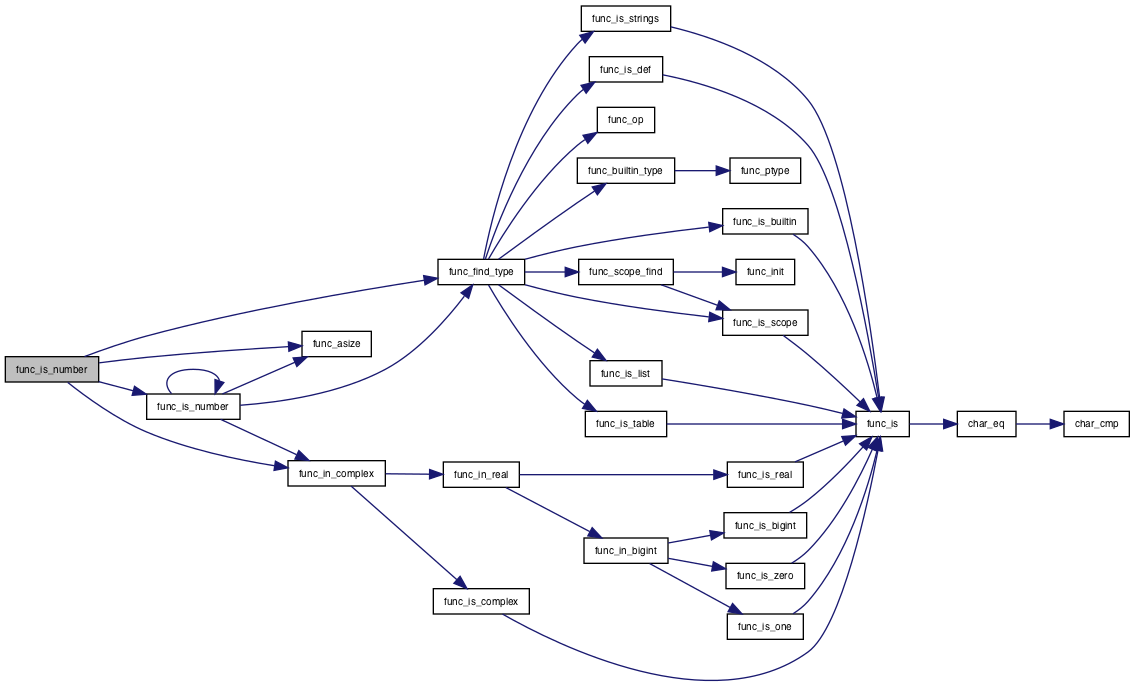 func_is_strings
func_is_def
func_op
func_builtin_type
func_ptype
func_is_builtin
func_find_type
func_scope_find
func_init
func_is_scope
func_asize
func_is_number
func_is_list
func_is_number
func_is_table
func_is
char_eq
char_cmp
func_in_complex
func_in_real
func_is_real
func_is_bigint
func_in_bigint
func_is_zero
func_is_complex
func_is_one